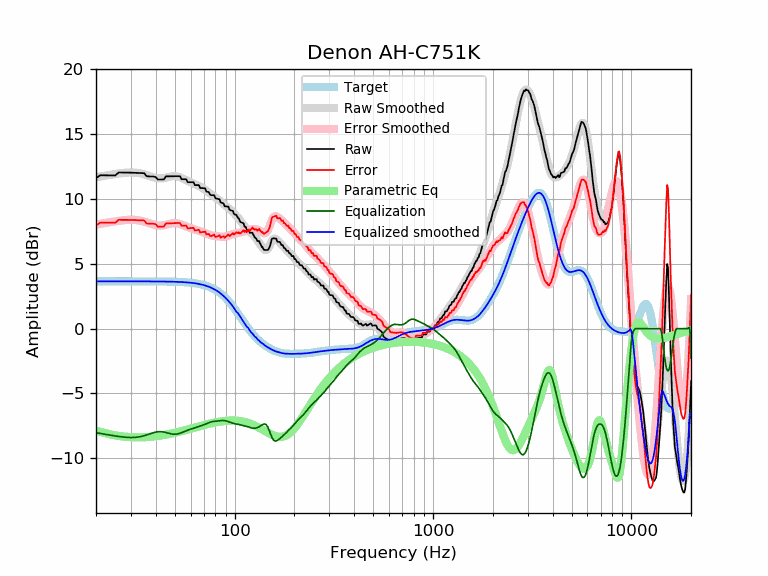 Denon AH-C751K
Target
Raw Smoothed
Error Smoothed
Raw
Error
Parametric Eq
Equalization
Equalized smoothed
20
15
10
5
0
−5
−10
Amplitude (dBr)
100
1000
10000
Frequency (Hz)